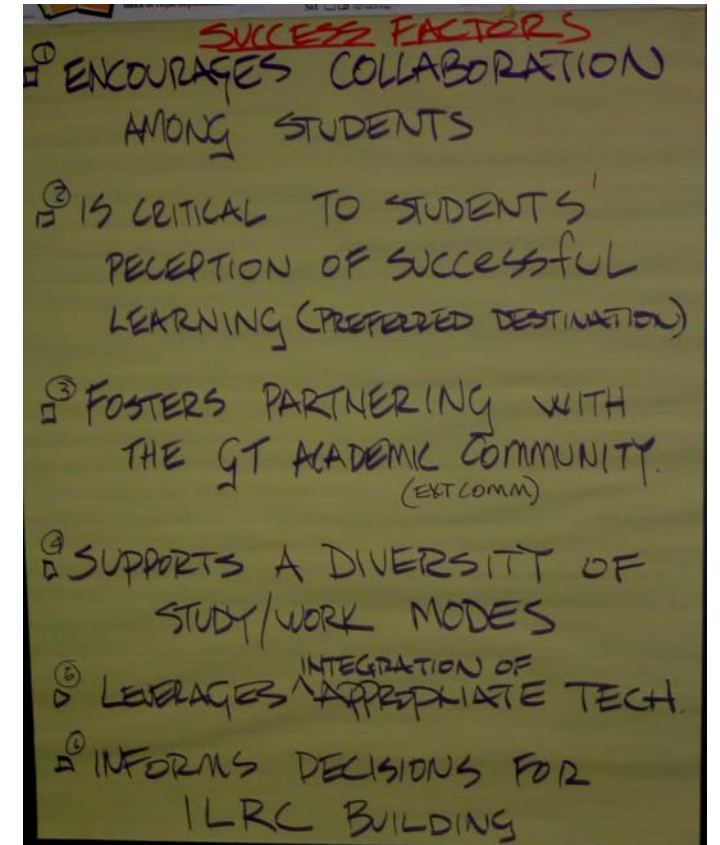 SUCCESS FACTORS
① ENCOURAGES COLLABORATION
AMONG STUDENTS
② IS CRITICAL TO STUDENTS'
PECEPTION OF SUCCESSFUL
LEARNING (PREFERRED DESTINATION)
③ FOSTERS PARTNERING WITH
THE GT ACADEMIC COMMUNITY.
(EXT COMM)
④ SUPPORTS A DIVERSITY OF
STUDY/WORK MODES
INTEGRATION OF
⑤ LEVERAGES ^ APPROPRIATE TECH.
⑥ INFORMS DECISIONS FOR
ILRC BUILDING